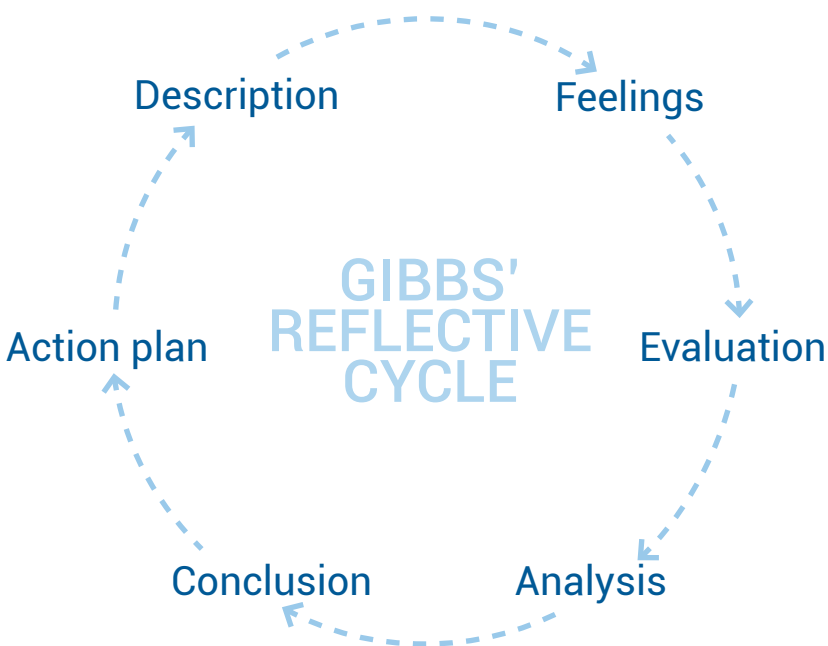 Description
Feelings
GIBBS'
REFLECTIVE
CYCLE
Action plan
Evaluation
Conclusion
Analysis